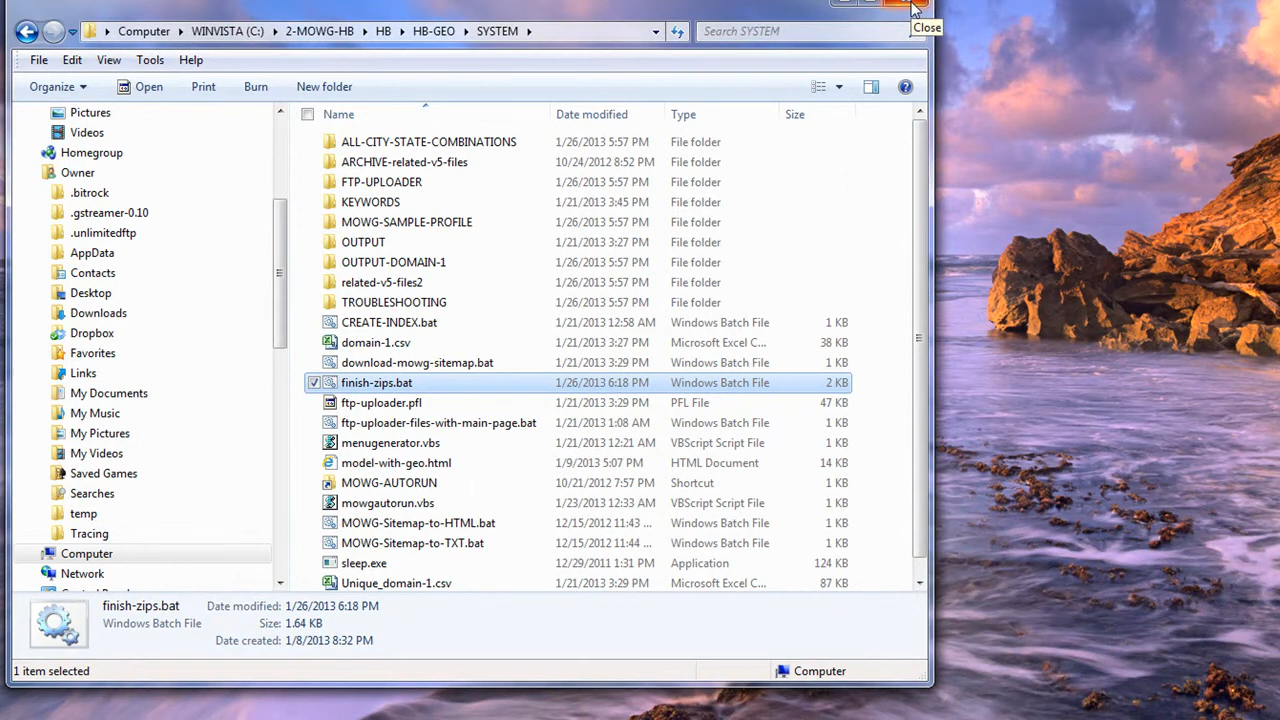 Close
Computer WINVISTA (C:) 2-MOWG-HB HB HB-GEO SYSTEM Search SYSTEM
File Edit View Tools Help
Organize Open Print Burn New folder
Pictures
Videos
Homegroup
Owner
.bitrock
.gstreamer-0.10
.unlimitedftp
AppData
Contacts
Desktop
Downloads
Dropbox
Favorites
Links
My Documents
My Music
My Pictures
My Videos
Saved Games
Searches
temp
Tracing
Computer
Network
Name Date modified Type Size
ALL-CITY-STATE-COMBINATIONS 1/26/2013 5:57 PM File folder
ARCHIVE-related-v5-files 10/24/2012 8:52 PM File folder
FTP-UPLOADER 1/26/2013 5:57 PM File folder
KEYWORDS 1/21/2013 3:45 PM File folder
MOWG-SAMPLE-PROFILE 1/26/2013 5:57 PM File folder
OUTPUT 1/21/2013 3:27 PM File folder
OUTPUT-DOMAIN-1 1/26/2013 5:57 PM File folder
related-v5-files2 1/26/2013 5:57 PM File folder
TROUBLESHOOTING 1/26/2013 5:57 PM File folder
CREATE-INDEX.bat 1/21/2013 12:58 AM Windows Batch File 1 KB
domain-1.csv 1/21/2013 3:27 PM Microsoft Excel C... 38 KB
download-mowg-sitemap.bat 1/21/2013 3:29 PM Windows Batch File 1 KB
finish-zips.bat 1/26/2013 6:18 PM Windows Batch File 2 KB
ftp-uploader.pfl 1/21/2013 3:29 PM PFL File 47 KB
ftp-uploader-files-with-main-page.bat 1/21/2013 1:08 AM Windows Batch File 1 KB
menugenerator.vbs 1/21/2013 12:21 AM VBScript Script File 1 KB
model-with-geo.html 1/9/2013 5:07 PM HTML Document 14 KB
MOWG-AUTORUN 10/21/2012 7:57 PM Shortcut 1 KB
mowgautorun.vbs 1/23/2013 12:33 AM VBScript Script File 1 KB
MOWG-Sitemap-to-HTML.bat 12/15/2012 11:43 ... Windows Batch File 1 KB
MOWG-Sitemap-to-TXT.bat 12/15/2012 11:44 ... Windows Batch File 1 KB
sleep.exe 12/29/2011 1:31 PM Application 124 KB
Unique_domain-1.csv 1/21/2013 3:29 PM Microsoft Excel C... 87 KB
finish-zips.bat Date modified: 1/26/2013 6:18 PM
Windows Batch File Size: 1.64 KB
Date created: 1/8/2013 8:32 PM
1 item selected Computer